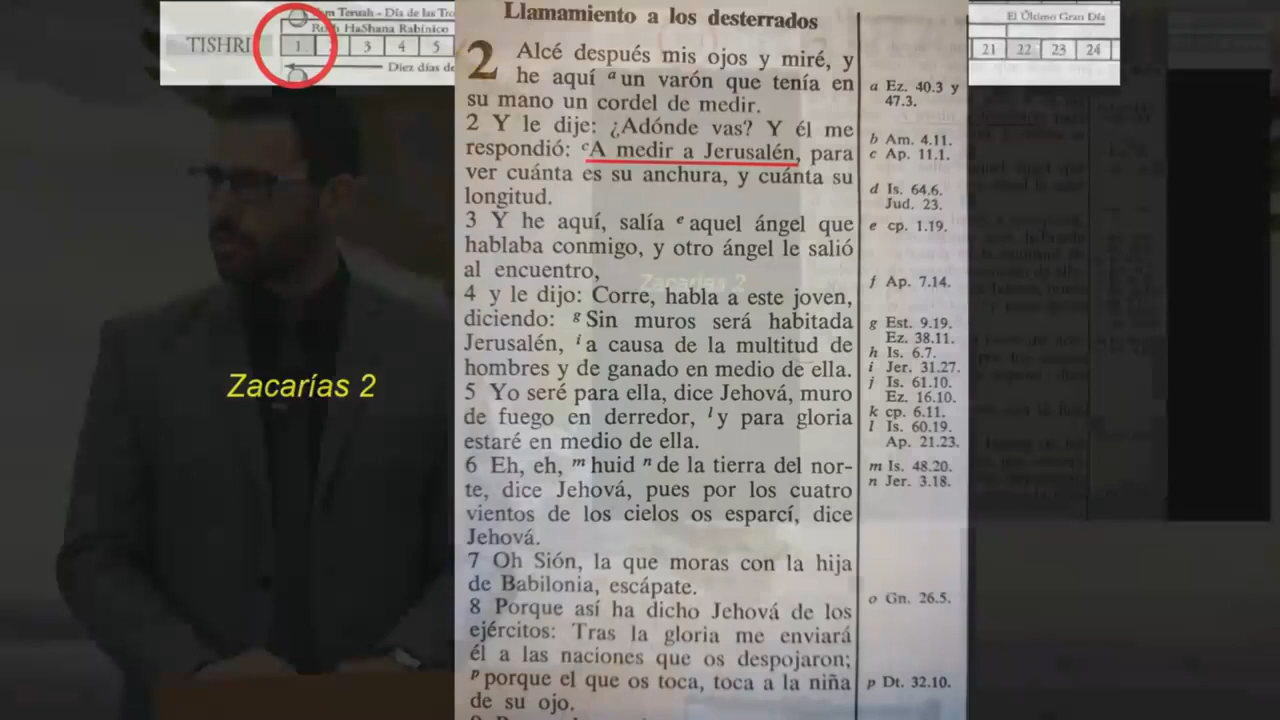 m Teruah - Día de las Tro
El Último Gran Día
Rosh HaShana Rabínico
TISHRI
1 3 4 5
21 22 23 24
Diez días de
Llamamiento a los desterrados
2 Alcé después mis ojos y miré, y
he aquí a un varón que tenía en
su mano un cordel de medir.
2 Y le dije: ¿Adónde vas? Y él me
respondió: c A medir a Jerusalén, para
ver cuánta es su anchura, y cuánta su
longitud.
3 Y he aquí, salía e aquel ángel que
hablaba conmigo, y otro ángel le salió
al encuentro,
4 y le dijo: Corre, habla a este joven,
diciendo: g Sin muros será habitada
Jerusalén, i a causa de la multitud de
hombres y de ganado en medio de ella.
5 Yo seré para ella, dice Jehová, muro
de fuego en derredor, l y para gloria
estaré en medio de ella.
6 Eh, eh, m huid n de la tierra del nor-
te, dice Jehová, pues por los cuatro
vientos de los cielos os esparcí, dice
Jehová.
7 Oh Sión, la que moras con la hija
de Babilonia, escápate.
8 Porque así ha dicho Jehová de los
ejércitos: Tras la gloria me enviará
él a las naciones que os despojaron;
p porque el que os toca, toca a la niña
de su ojo.
a Ez. 40.3 y
47.3.
b Am. 4.11.
c Ap. 11.1.
d Is. 64.6.
Jud. 23.
e cp. 1.19.
f Ap. 7.14.
g Est. 9.19.
Ez. 38.11.
h Is. 6.7.
i Jer. 31.27.
j Is. 61.10.
Ez. 16.10.
k cp. 6.11.
l Is. 60.19.
Ap. 21.23.
m Is. 48.20.
n Jer. 3.18.
o Gn. 26.5.
p Dt. 32.10.
Zacarías 2
Zacarías 2